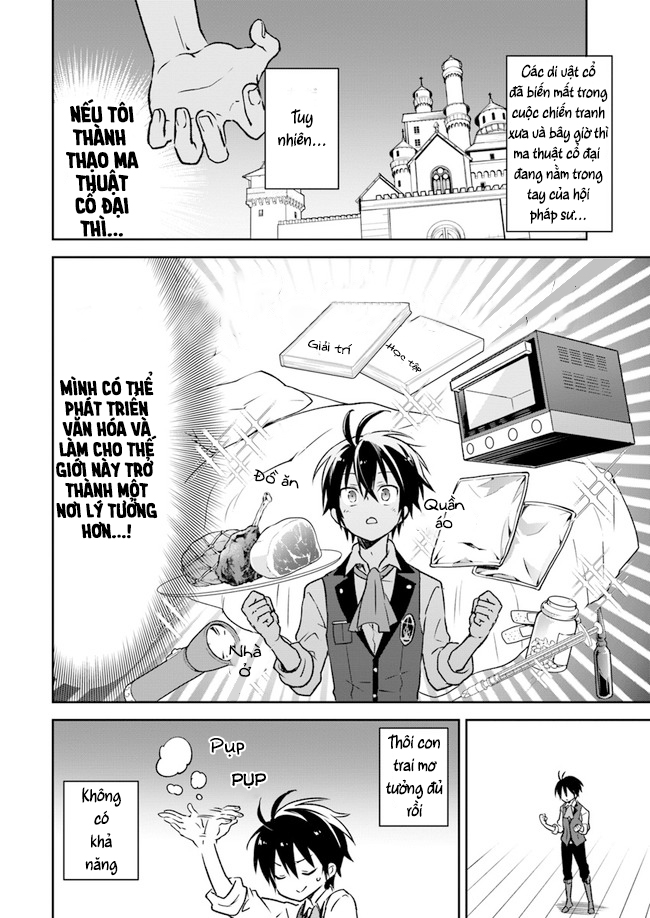 Các di vật cổ
đã biến mất trong
cuộc chiến tranh
xưa và bây giờ thì
ma thuật cổ đại
đang nằm trong
tay của hội
pháp sư...
Tuy
nhiên...
NẾU TÔI
THÀNH
THẠO MA
THUẬT
CỔ ĐẠI
THÌ...
Giải trí
Học tập
MÌNH CÓ THỂ
PHÁT TRIỂN
VĂN HÓA VÀ
LÀM CHO THẾ
GIỚI NÀY TRỞ
THÀNH MỘT
NƠI LÝ TƯỞNG
HƠN...!
Đồ ăn
Quần
áo
Nhà
ở
Thôi con
trai mơ
tưởng đủ
rồi
Pụp
PỤP
Không
có khả
năng